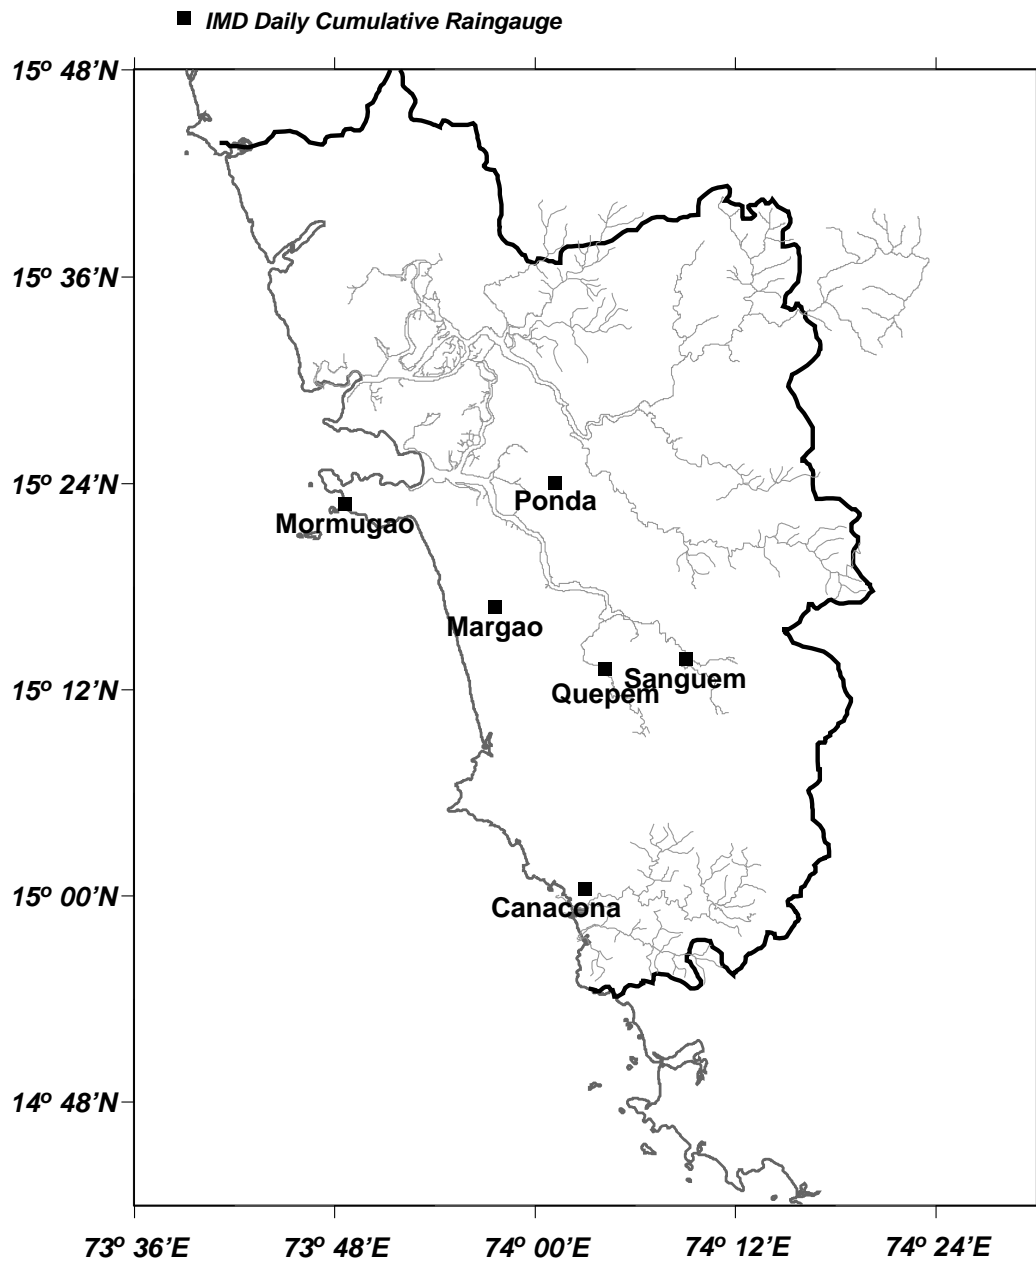 IMD Daily Cumulative Raingauge
15º 48’N
15º 36’N
15º 24’N
Ponda
Mormugao
Margao
Sanguem
15º 12’N
Quepem
15º 00’N
Canacona
14º 48’N
73º 36’E 73º 48’E 74º 00’E 74º 12’E 74º 24’E